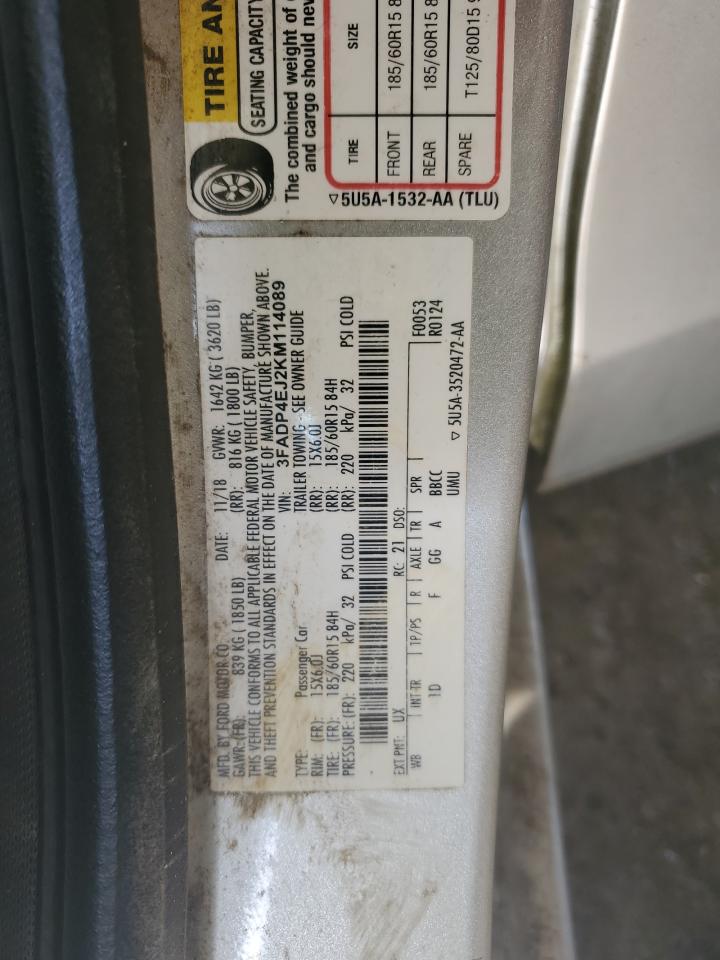 TIRE AN
SEATING CAPACITY
The combined weight of
and cargo should nev
TIRE SIZE
FRONT 185/60R15 8
REAR 185/60R15 8
SPARE T125/80D15 9
▽5U5A-1532-AA (TLU)
MFD. BY FORD MOTOR CO. DATE: 11/18 GVWR: 1642 KG ( 3620 LB)
GAWR: (FR): 839 KG ( 1850 LB) (RR): 816 KG ( 1800 LB)
THIS VEHICLE CONFORMS TO ALL APPLICABLE FEDERAL MOTOR VEHICLE SAFETY, BUMPER,
AND THEFT PREVENTION STANDARDS IN EFFECT ON THE DATE OF MANUFACTURE SHOWN ABOVE.
VIN: 3FADP4EJ2KM114089
TYPE: Passenger Car TRAILER TOWING - SEE OWNER GUIDE
RIM: (FR): 15X6.0J (RR): 15X6.0J
TIRE: (FR): 185/60R15 84H (RR): 185/60R15 84H
PRESSURE: (FR): 220 kPa/ 32 PSI COLD (RR): 220 kPa/ 32 PSI COLD
EXT PNT: UX RC: 21 DSO: F0053
WB INT TR TP/PS R AXLE TR SPR R0124
1D F GG A BBCC
UMU ▽ 5U5A-3520472-AA